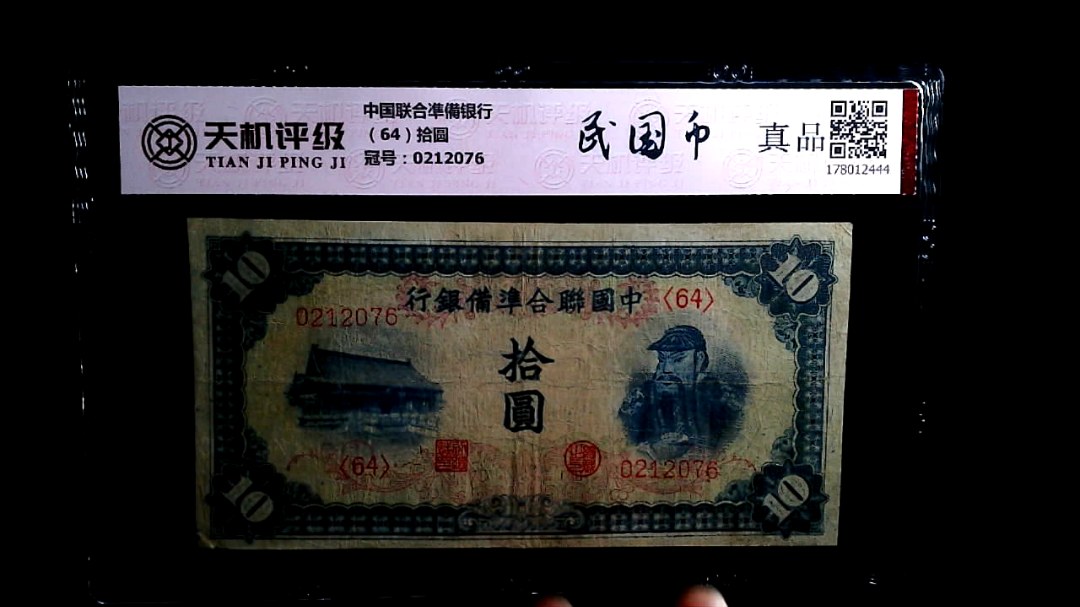 天机评级
TIAN JI PING JI
中国联合準備银行
（64）拾圆
冠号：0212076
民国币
真品
178012444
10
10
行銀備準合聯國中
〈64〉
0212076
拾
圓
〈64〉
0212076
10
10